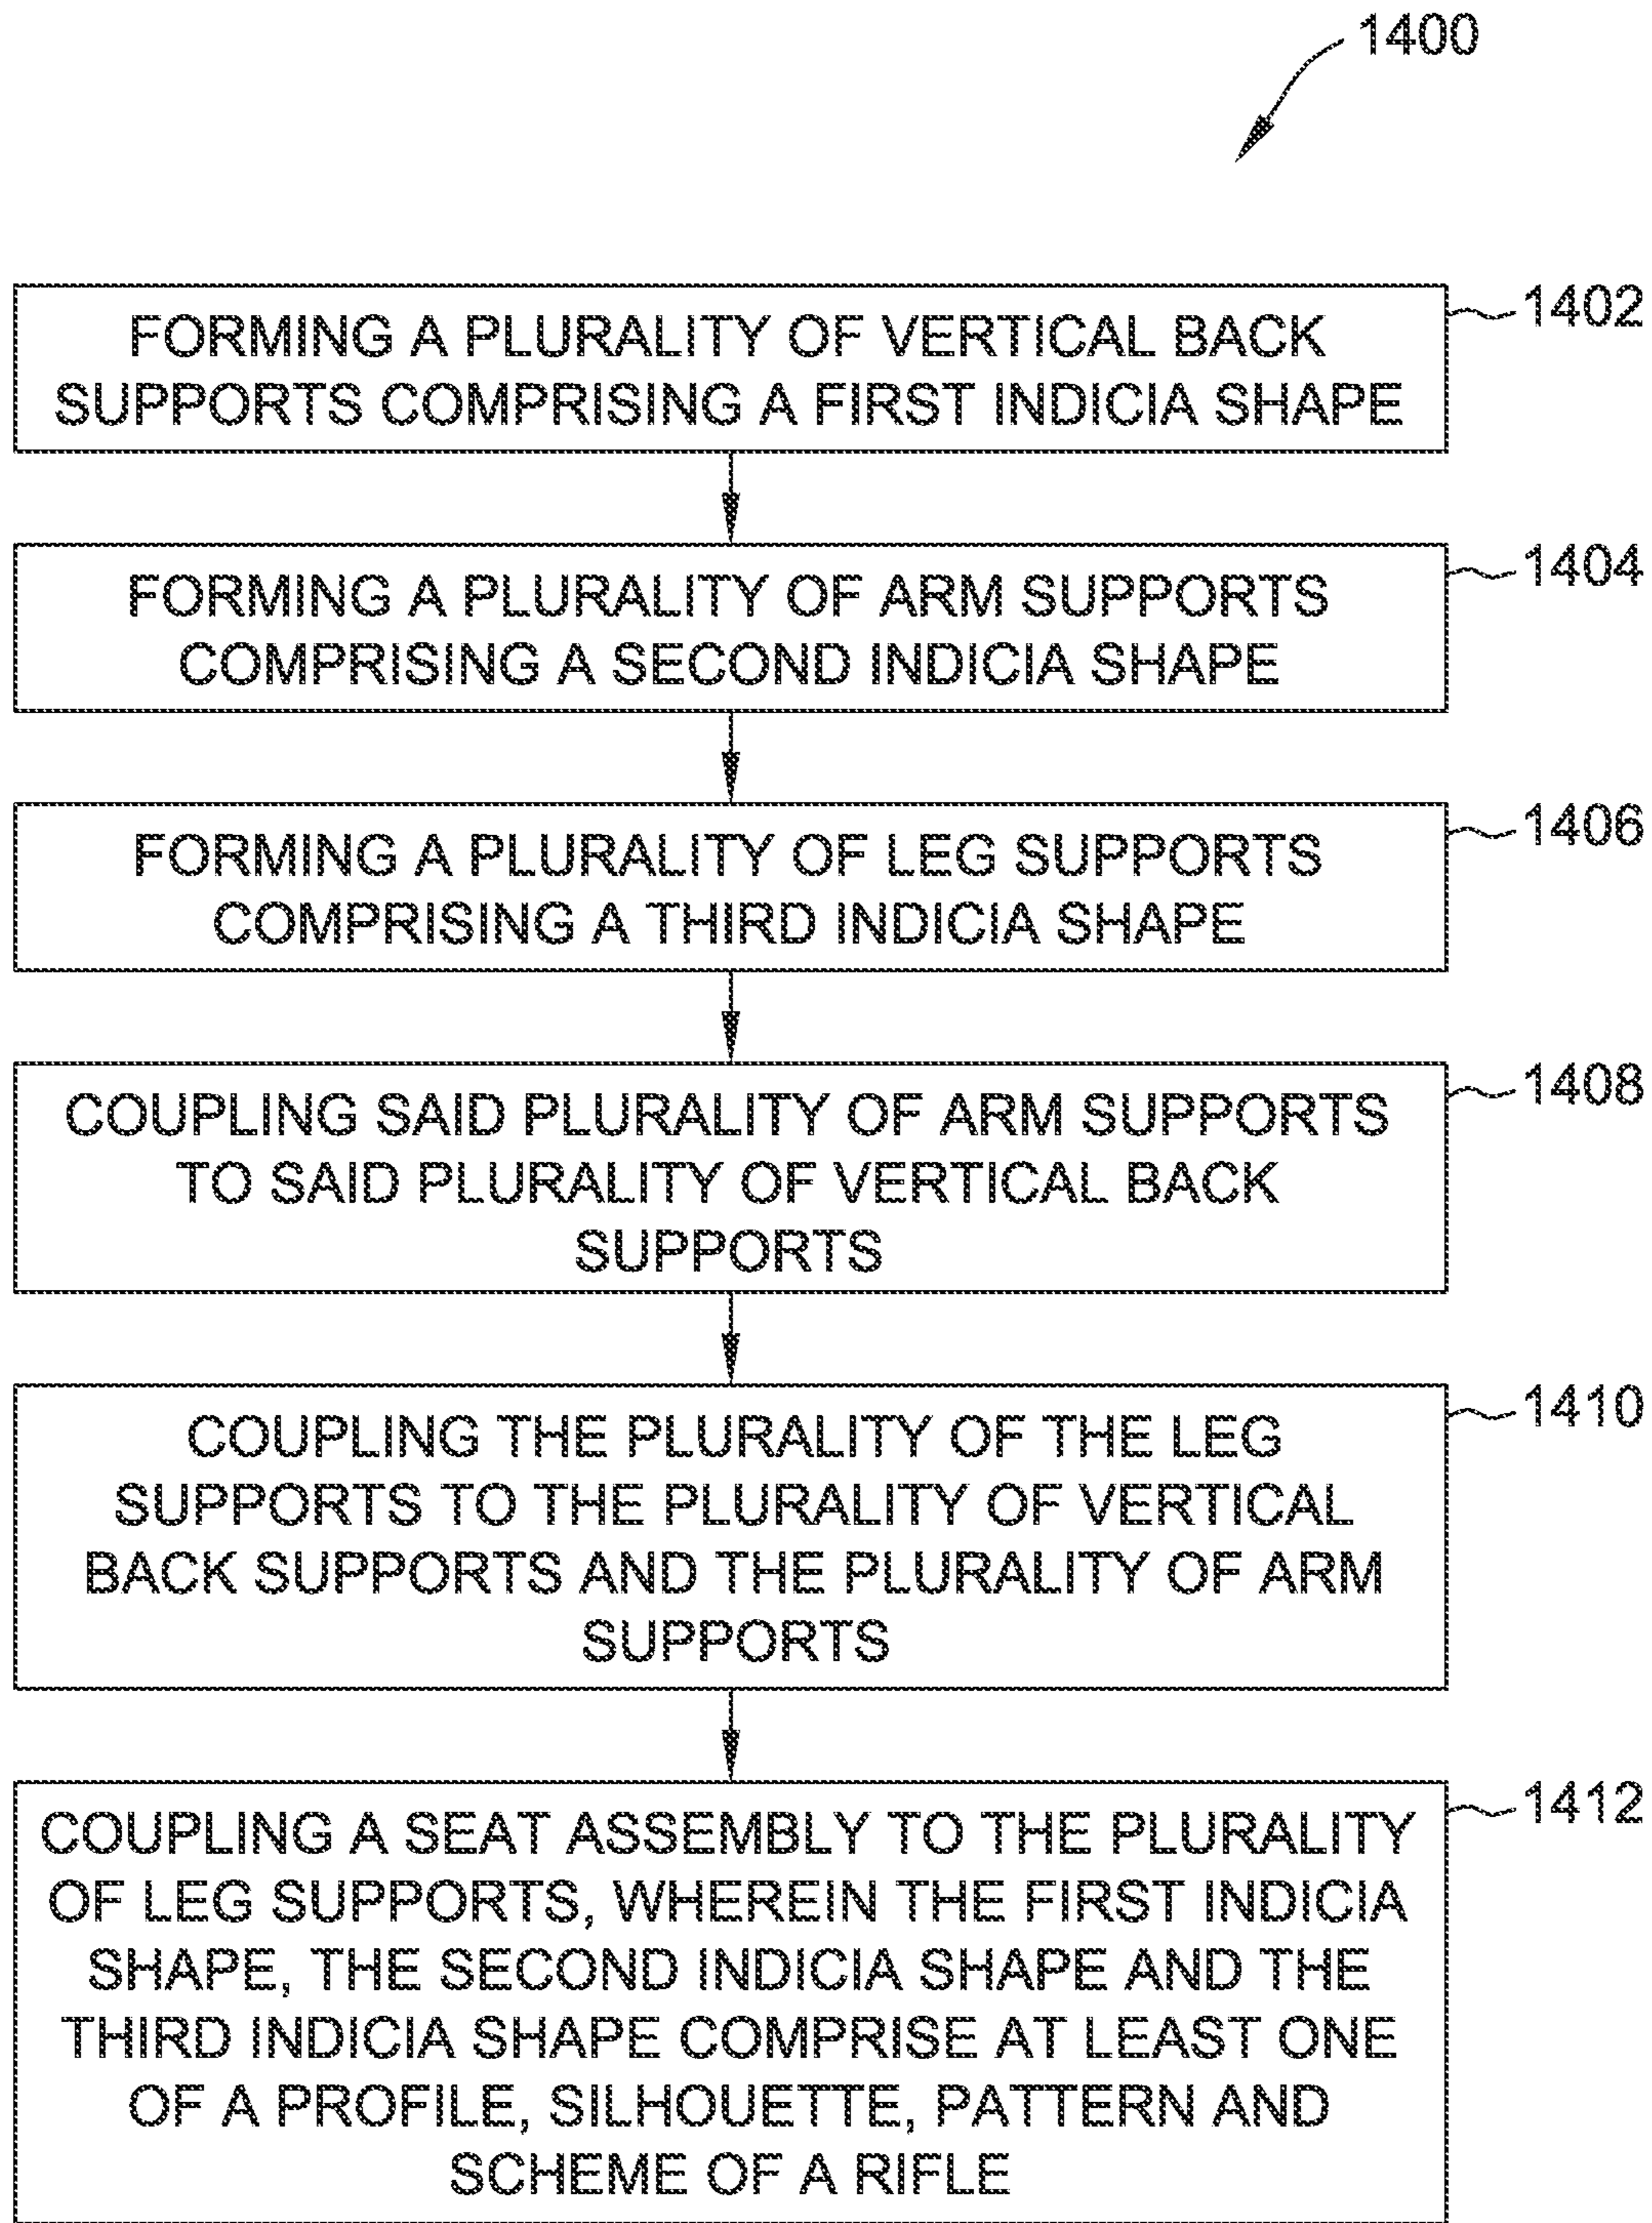 1400
FORMING A PLURALITY OF VERTICAL BACK
SUPPORTS COMPRISING A FIRST INDICIA SHAPE
1402
FORMING A PLURALITY OF ARM SUPPORTS
COMPRISING A SECOND INDICIA SHAPE
1404
FORMING A PLURALITY OF LEG SUPPORTS
COMPRISING A THIRD INDICIA SHAPE
1406
COUPLING SAID PLURALITY OF ARM SUPPORTS
TO SAID PLURALITY OF VERTICAL BACK
SUPPORTS
1408
COUPLING THE PLURALITY OF THE LEG
SUPPORTS TO THE PLURALITY OF VERTICAL
BACK SUPPORTS AND THE PLURALITY OF ARM
SUPPORTS
1410
COUPLING A SEAT ASSEMBLY TO THE PLURALITY
OF LEG SUPPORTS, WHEREIN THE FIRST INDICIA
SHAPE, THE SECOND INDICIA SHAPE AND THE
THIRD INDICIA SHAPE COMPRISE AT LEAST ONE
OF A PROFILE, SILHOUETTE, PATTERN AND
SCHEME OF A RIFLE
1412